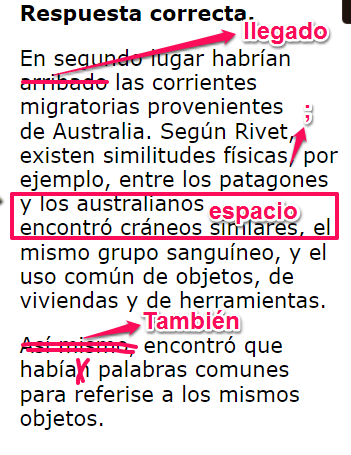 Respuesta correcta.
llegado
En segundo lugar habrían
arribado las corrientes
migratorias provenientes ;
de Australia. Según Rivet,
existen similitudes físicas, por
ejemplo, entre los patagones
y los australianos espacio
encontró cráneos similares, el
mismo grupo sanguíneo, y el
uso común de objetos, de
viviendas y de herramientas.
También
Así mismo, encontró que
habían palabras comunes
para referise a los mismos
objetos.